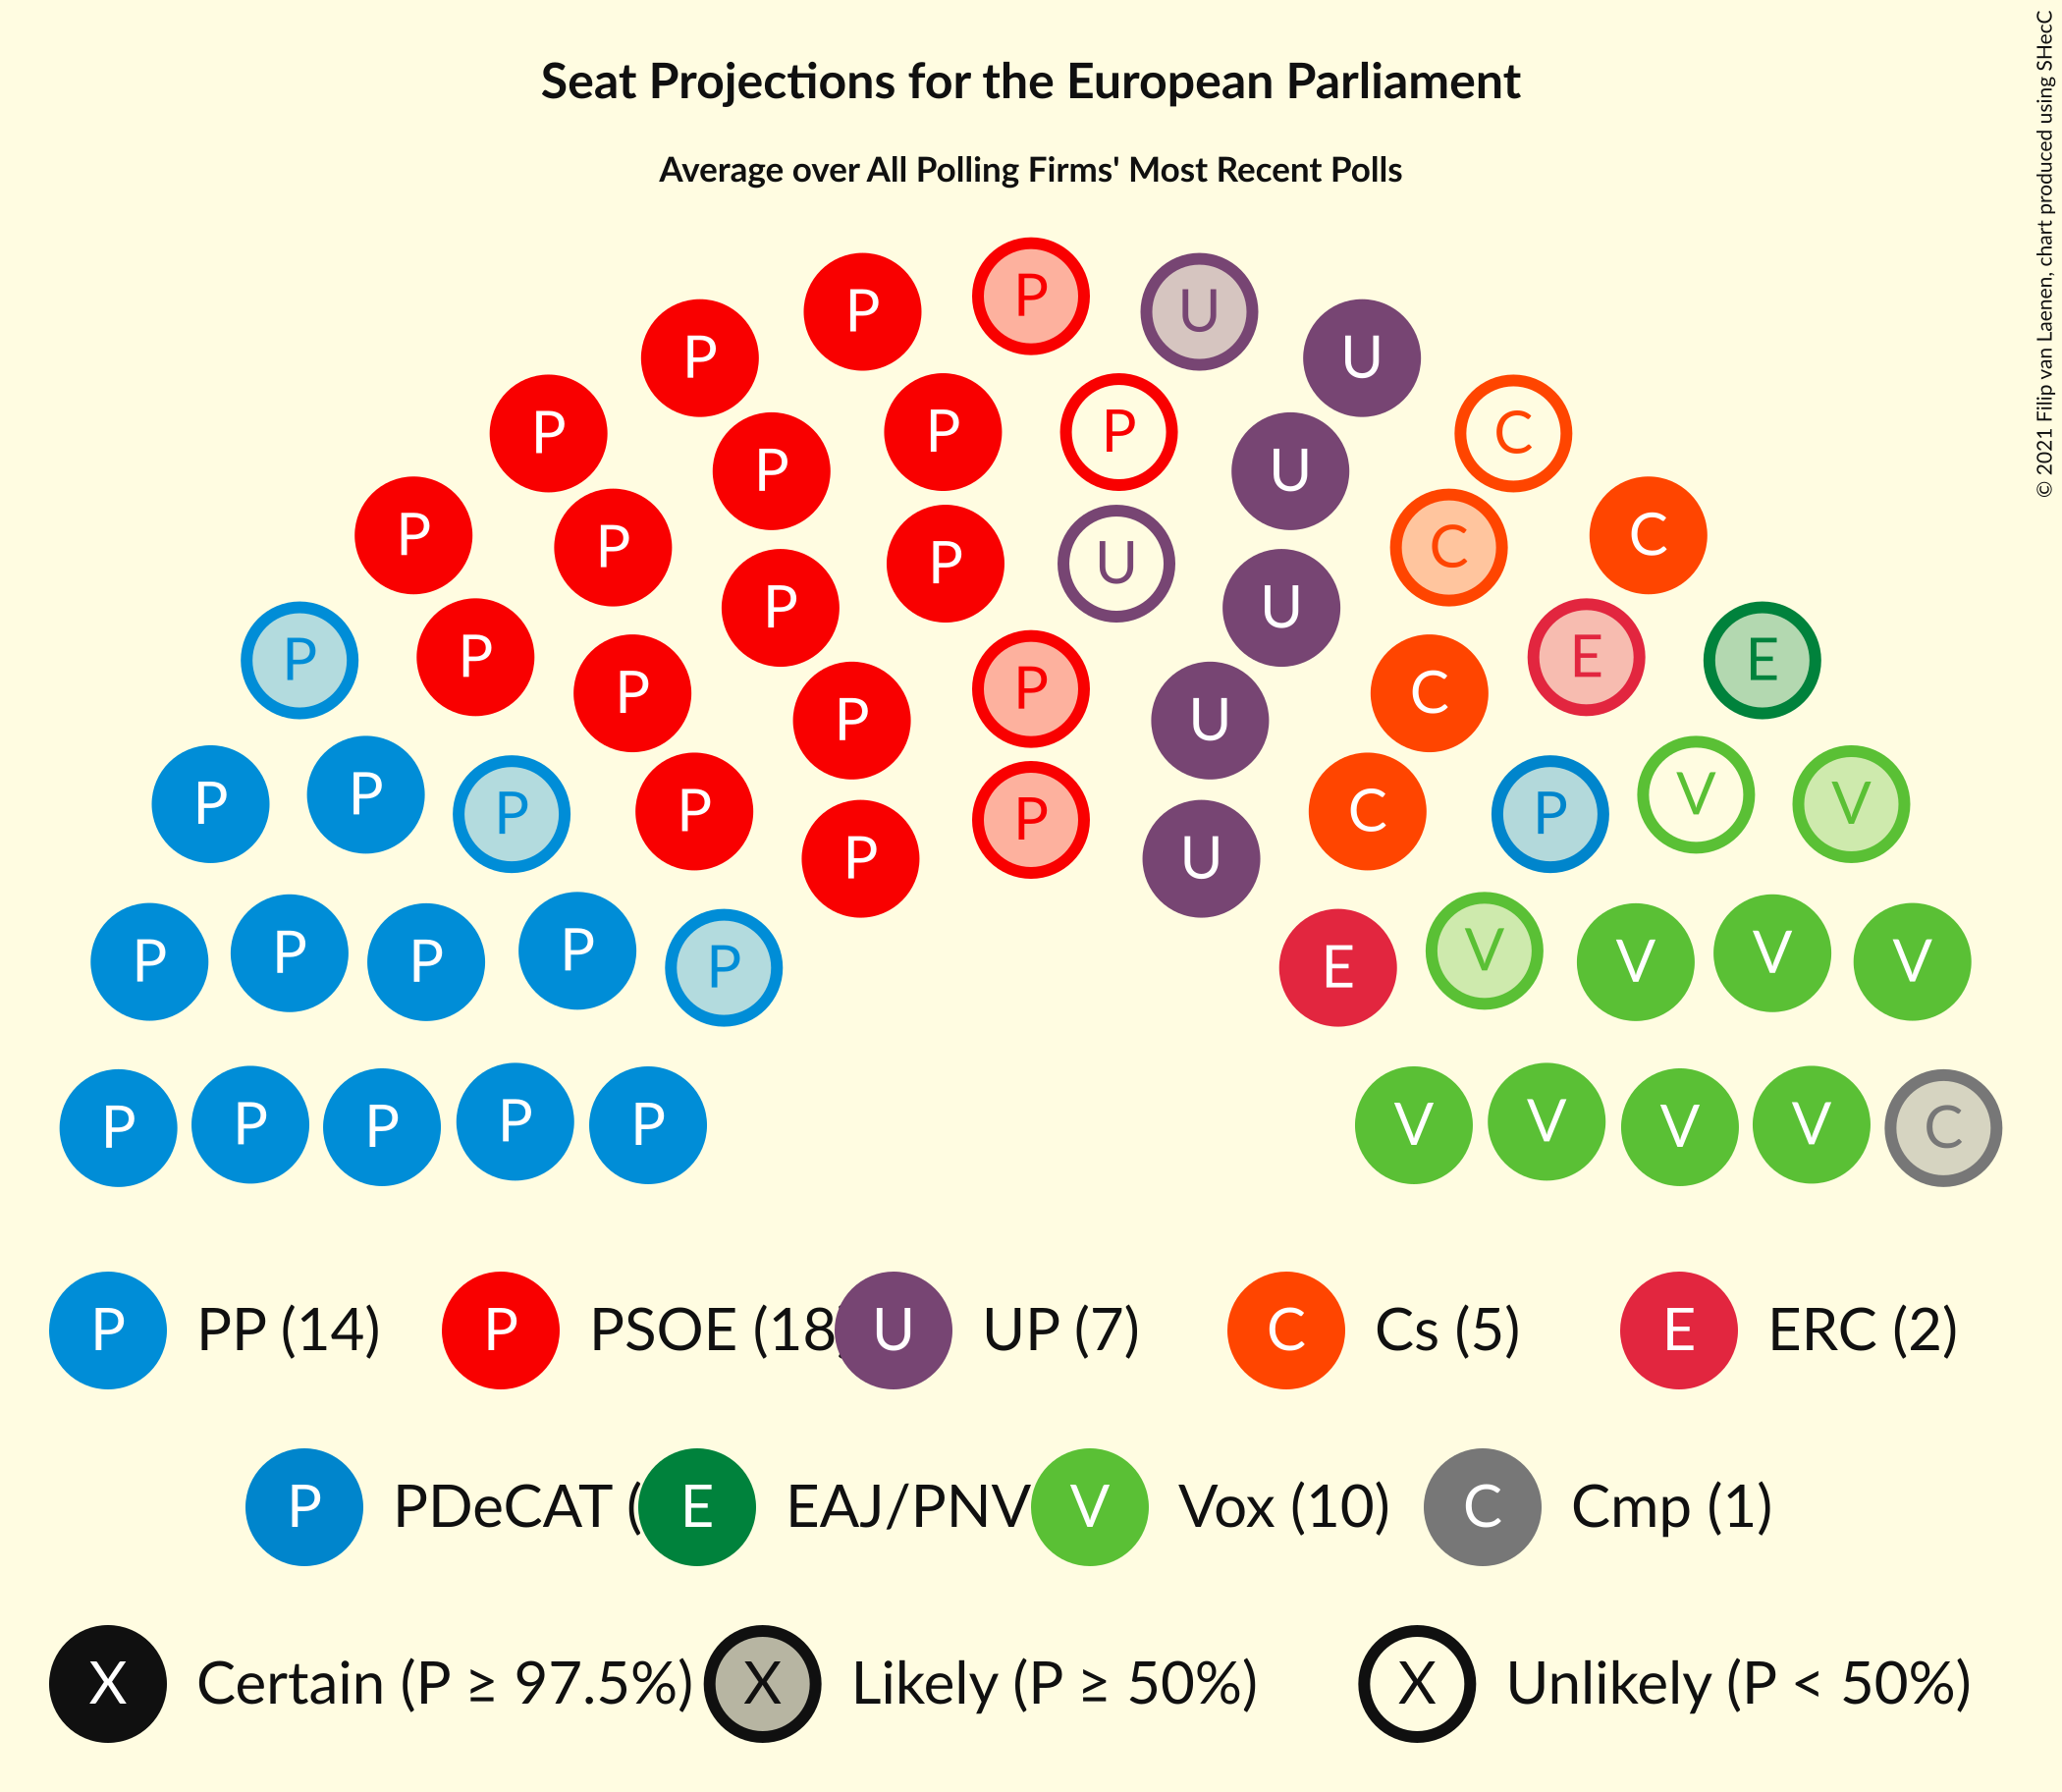 Seat Projections for the European Parliament
Average over All Polling Firms' Most Recent Polls
© 2021 Filip van Laenen, chart produced using SHecC
P P U
P U
P P P C
P U
P P C C
P U
P U
P P E E
P P C
P U
P P P P P C P V V
P U
P P P P P E V V V V
P P P P P V V V V C
P PP (14) P PSOE (18 U UP (7) C Cs (5) E ERC (2)
P PDeCAT ( E EAJ/PNV V Vox (10) C Cmp (1)
X Certain (P ≥ 97.5%) X Likely (P ≥ 50%) X Unlikely (P < 50%)